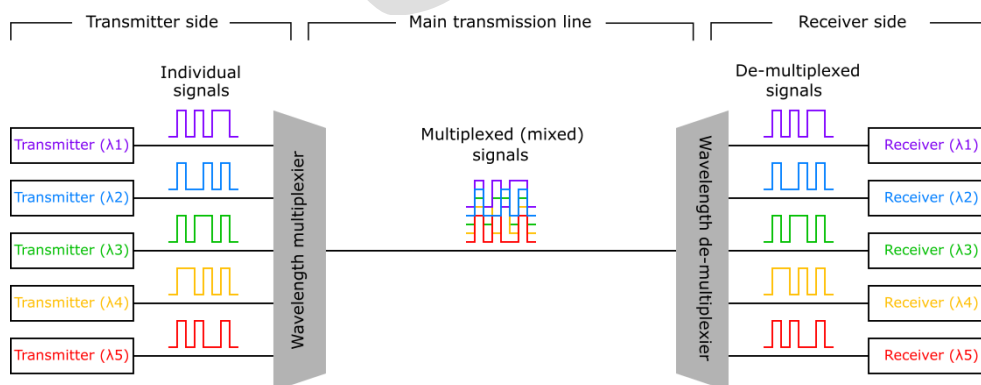 Transmitter side
Main transmission line
Receiver side
Individual
signals
De-multiplexed
signals
Multiplexed (mixed)
signals
Transmitter (λ1)
Transmitter (λ2)
Transmitter (λ3)
Transmitter (λ4)
Transmitter (λ5)
Wavelength multiplexier
Wavelength de-multiplexier
Receiver (λ1)
Receiver (λ2)
Receiver (λ3)
Receiver (λ4)
Receiver (λ5)